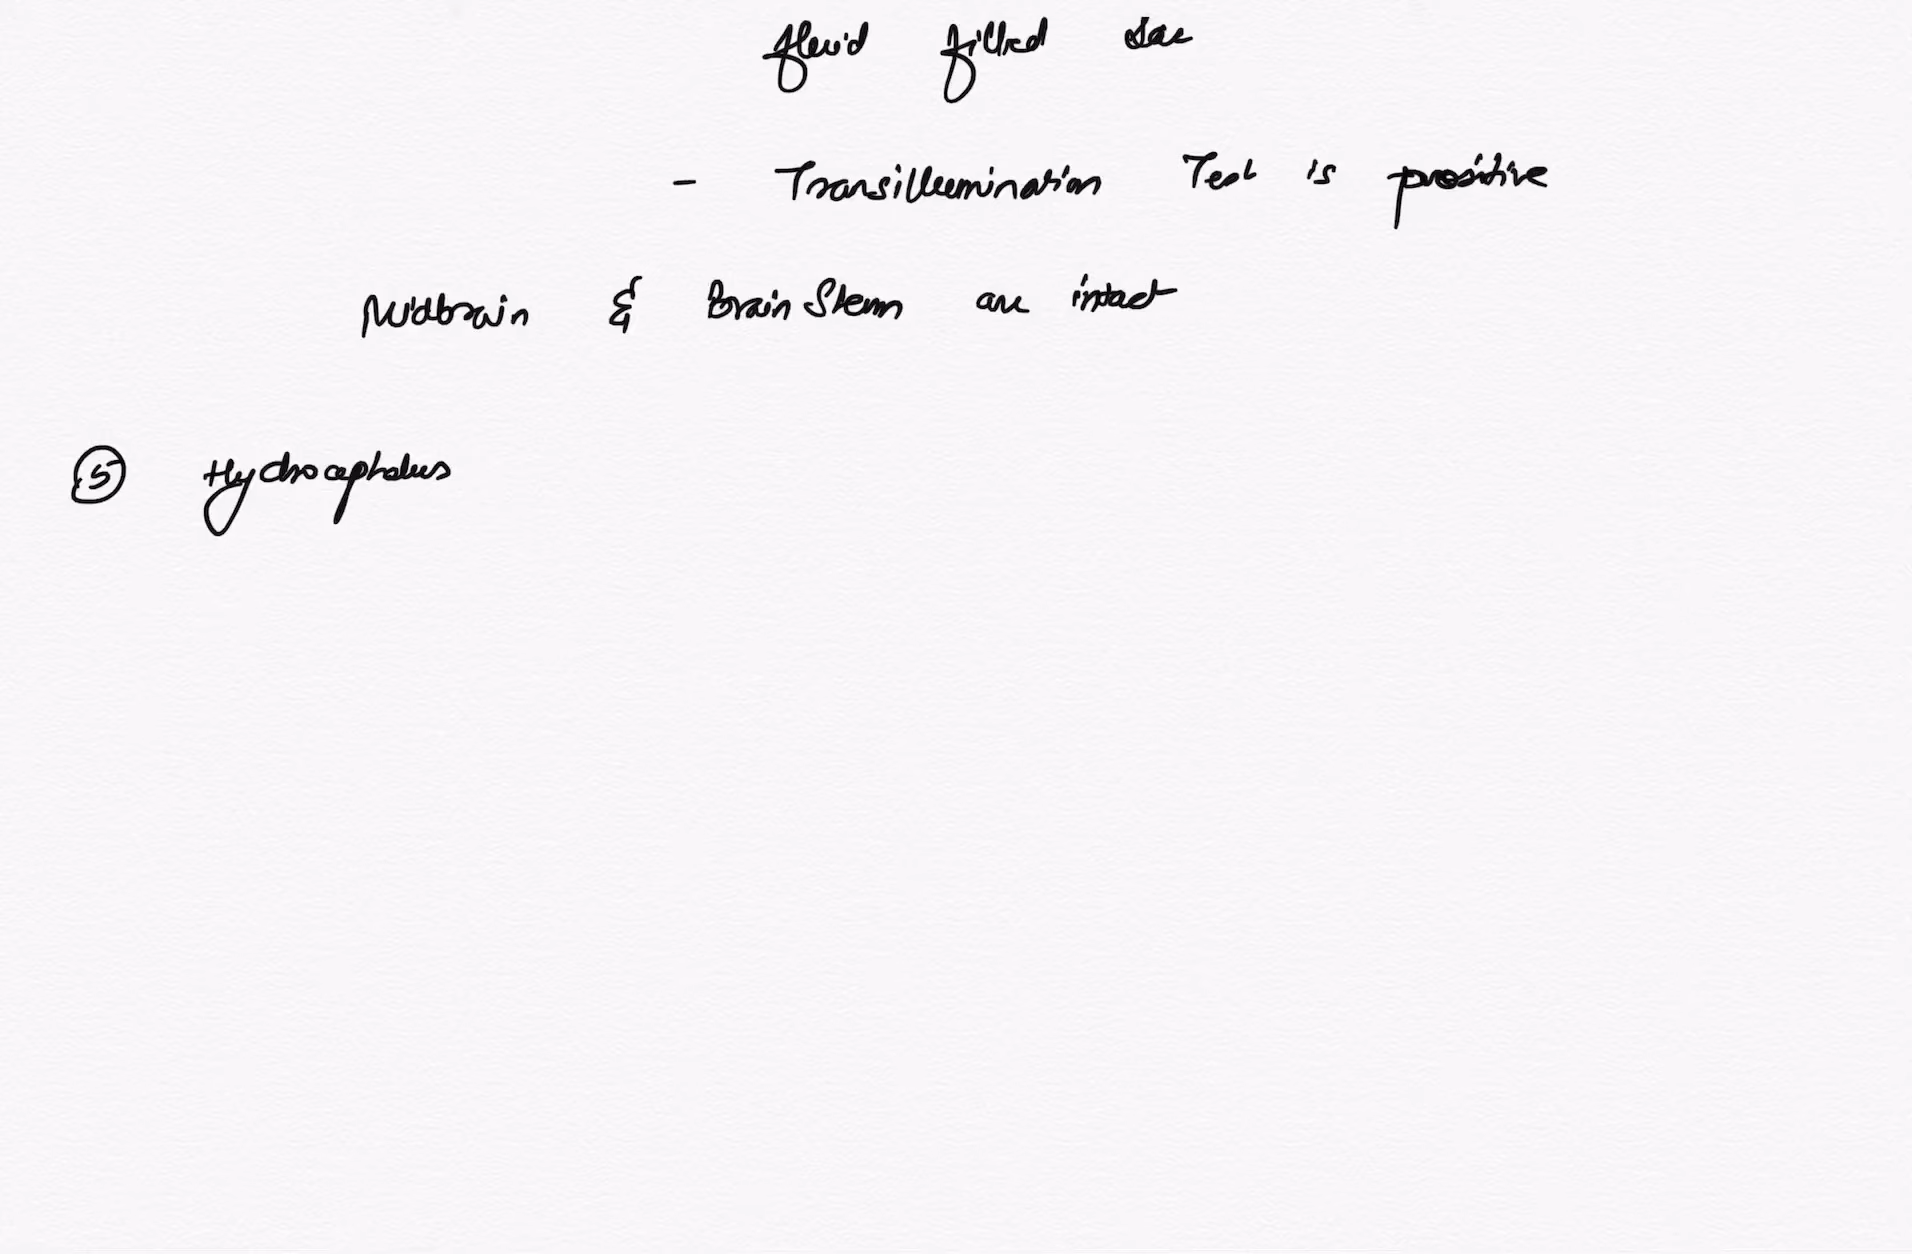 fluid filled sac
- Transillumination Test is positive
Midbrain & Brain Stem are intact
5 Hydrocephalus